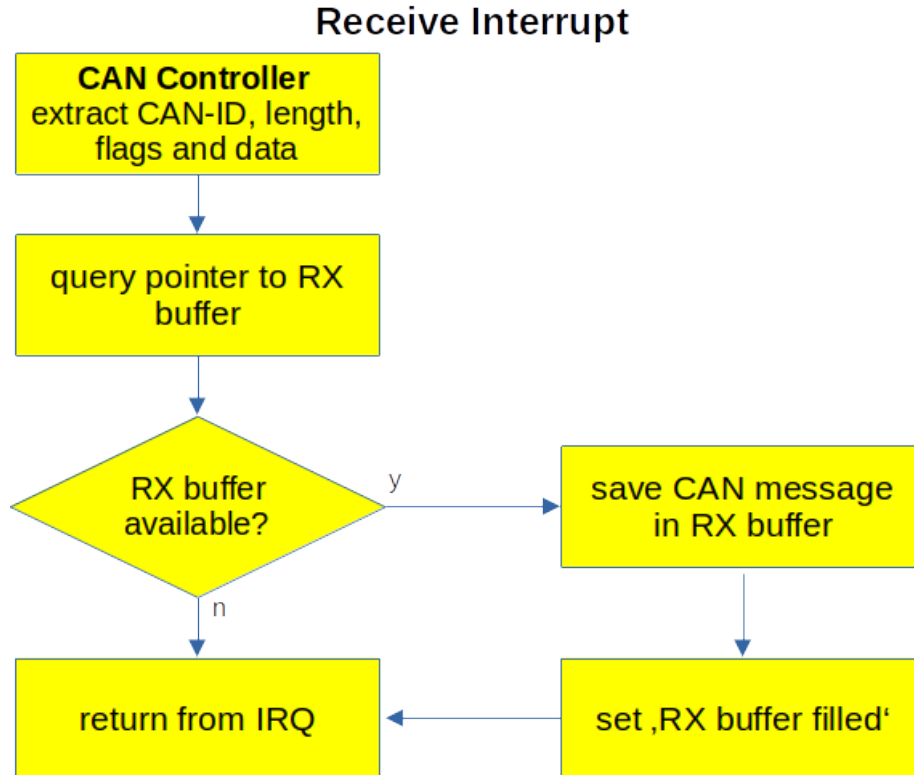 Receive Interrupt
CAN Controller
extract CAN-ID, length,
flags and data
query pointer to RX
buffer
RX buffer
available?
y
save CAN message
in RX buffer
n
return from IRQ
set ‚RX buffer filled‘